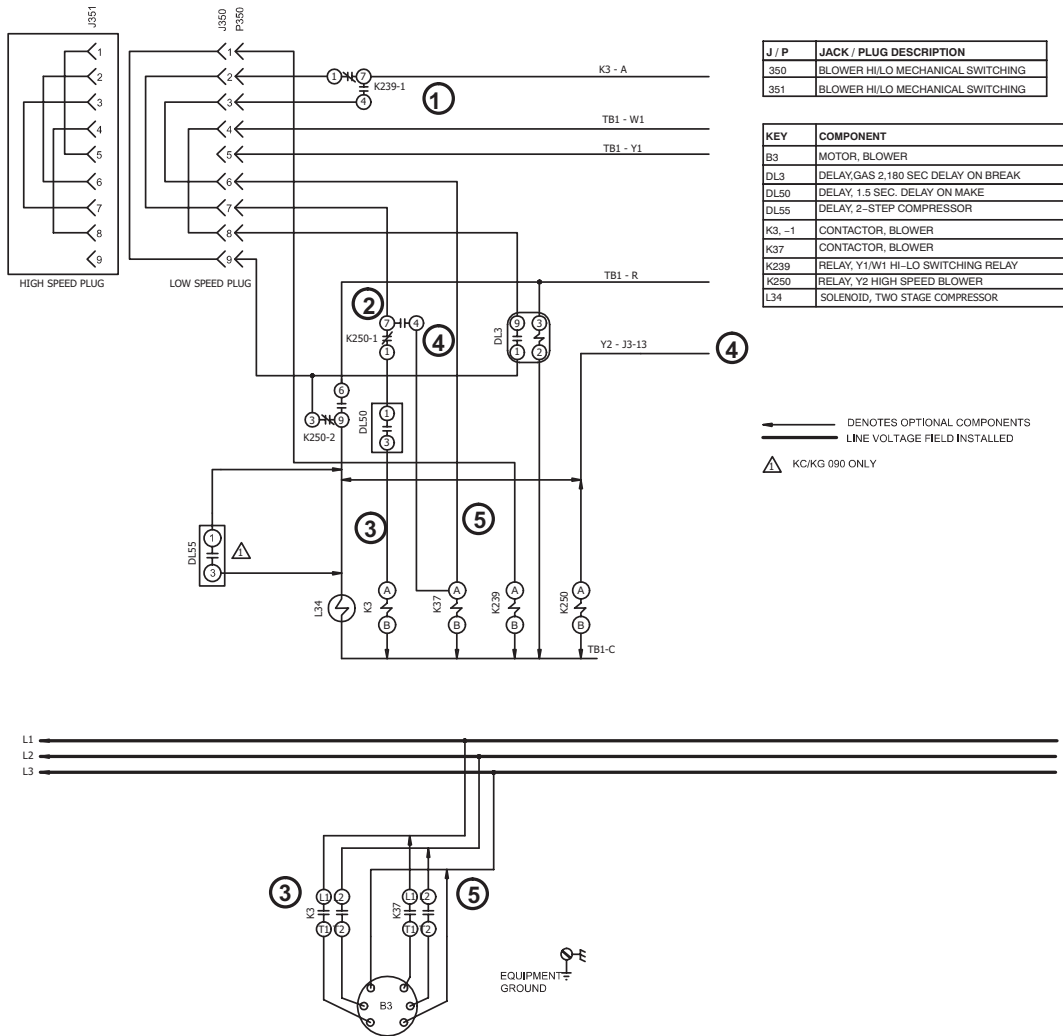 J351
J350
P350
1
2
3
4
5
6
7
8
9
HIGH SPEED PLUG
1
2
3
4
5
6
7
8
9
LOW SPEED PLUG
1
7
K239-1
4
1
K3 - A
TB1 - W1
TB1 - Y1
TB1 - R
2
7
4
K250-1
1
4
9
3
DL3
1
2
Y2 - J3-13
4
6
3
9
K250-2
DL50
1
3
3
5
DL55
1
3
1
L34
K3
A
B
K37
A
B
K239
A
B
K250
A
B
TB1-C
J / P JACK / PLUG DESCRIPTION
350 BLOWER HI/LO MECHANICAL SWITCHING
351 BLOWER HI/LO MECHANICAL SWITCHING
KEY COMPONENT
B3 MOTOR, BLOWER
DL3 DELAY,GAS 2,180 SEC DELAY ON BREAK
DL50 DELAY, 1.5 SEC. DELAY ON MAKE
DL55 DELAY, 2−STEP COMPRESSOR
K3, −1 CONTACTOR, BLOWER
K37 CONTACTOR, BLOWER
K239 RELAY, Y1/W1 HI−LO SWITCHING RELAY
K250 RELAY, Y2 HIGH SPEED BLOWER
L34 SOLENOID, TWO STAGE COMPRESSOR
DENOTES OPTIONAL COMPONENTS
LINE VOLTAGE FIELD INSTALLED
1 KC/KG 090 ONLY
L1
L2
L3
3
L1 L2
K3
T1 T2
L1 L2
K37
T1 T2
5
B3
EQUIPMENT
GROUND